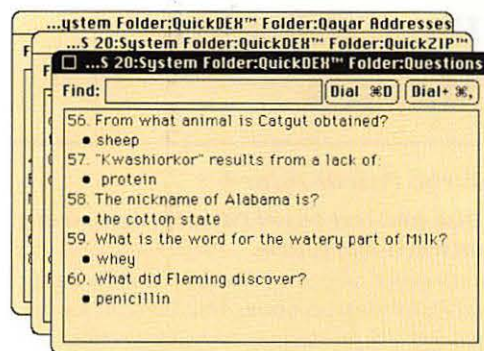 ...ystem Folder:QuickDEX™ Folder:Qayar Addresses
...S 20:System Folder:QuickDEX™ Folder:QuickZIP™
...S 20:System Folder:QuickDEX™ Folder:Questions
Find:
Dial ⌘D
Dial+ ⌘,
56. From what animal is Catgut obtained?
• sheep
57. "Kwashiorkor" results from a lack of:
• protein
58. The nickname of Alabama is?
• the cotton state
59. What is the word for the watery part of Milk?
• whey
60. What did Fleming discover?
• penicillin